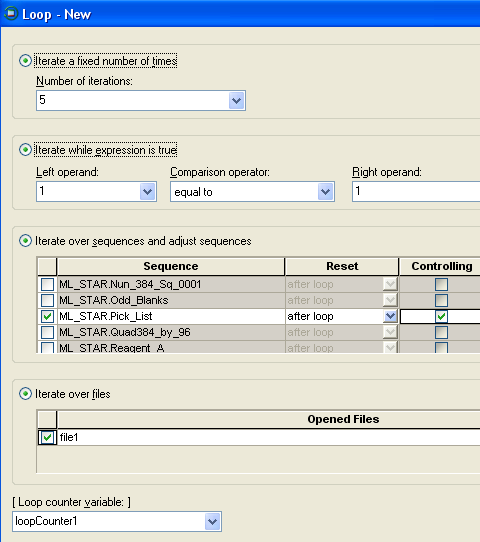 Loop - New
Iterate a fixed number of times
Number of iterations:
5
Iterate while expression is true
Left operand: Comparison operator: Right operand:
1 equal to 1
Iterate over sequences and adjust sequences
Sequence Reset Controlling
ML_STAR.Nun_384_Sq_0001 after loop
ML_STAR.Odd_Blanks after loop
ML_STAR.Pick_List after loop
ML_STAR.Quad384_by_96 after loop
ML_STAR.Reagent_A after loop
Iterate over files
Opened Files
file1
[ Loop counter variable: ]
loopCounter1